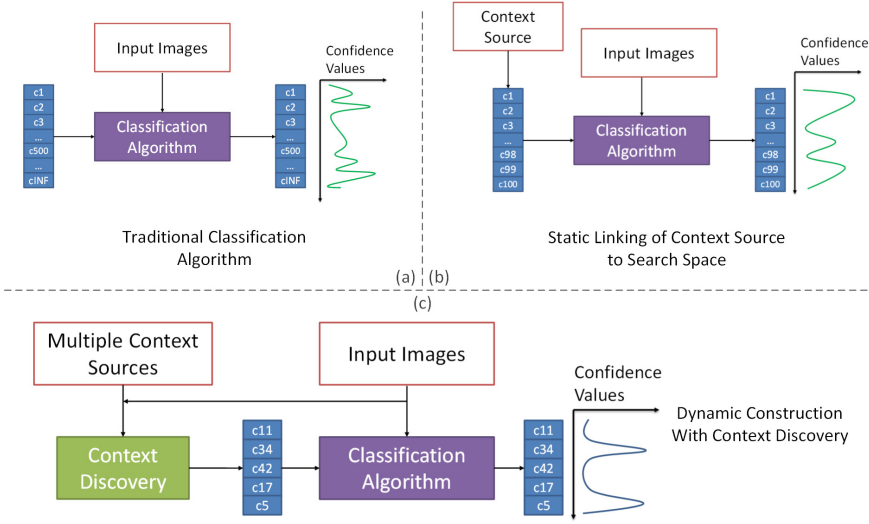 Input Images
Confidence
Values
c1
c2
c3
...
c500
...
cINF
Classification
Algorithm
c1
c2
c3
...
c500
...
cINF
Traditional Classification
Algorithm
(a)
Context
Source
Input Images
Confidence
Values
c1
c2
c3
...
c98
c99
c100
Classification
Algorithm
c1
c2
c3
...
c98
c99
c100
Static Linking of Context Source
to Search Space
(b)
(c)
Multiple Context
Sources
Input Images
Confidence
Values
Context
Discovery
c11
c34
c42
c17
c5
Classification
Algorithm
c11
c34
c42
c17
c5
Dynamic Construction
With Context Discovery